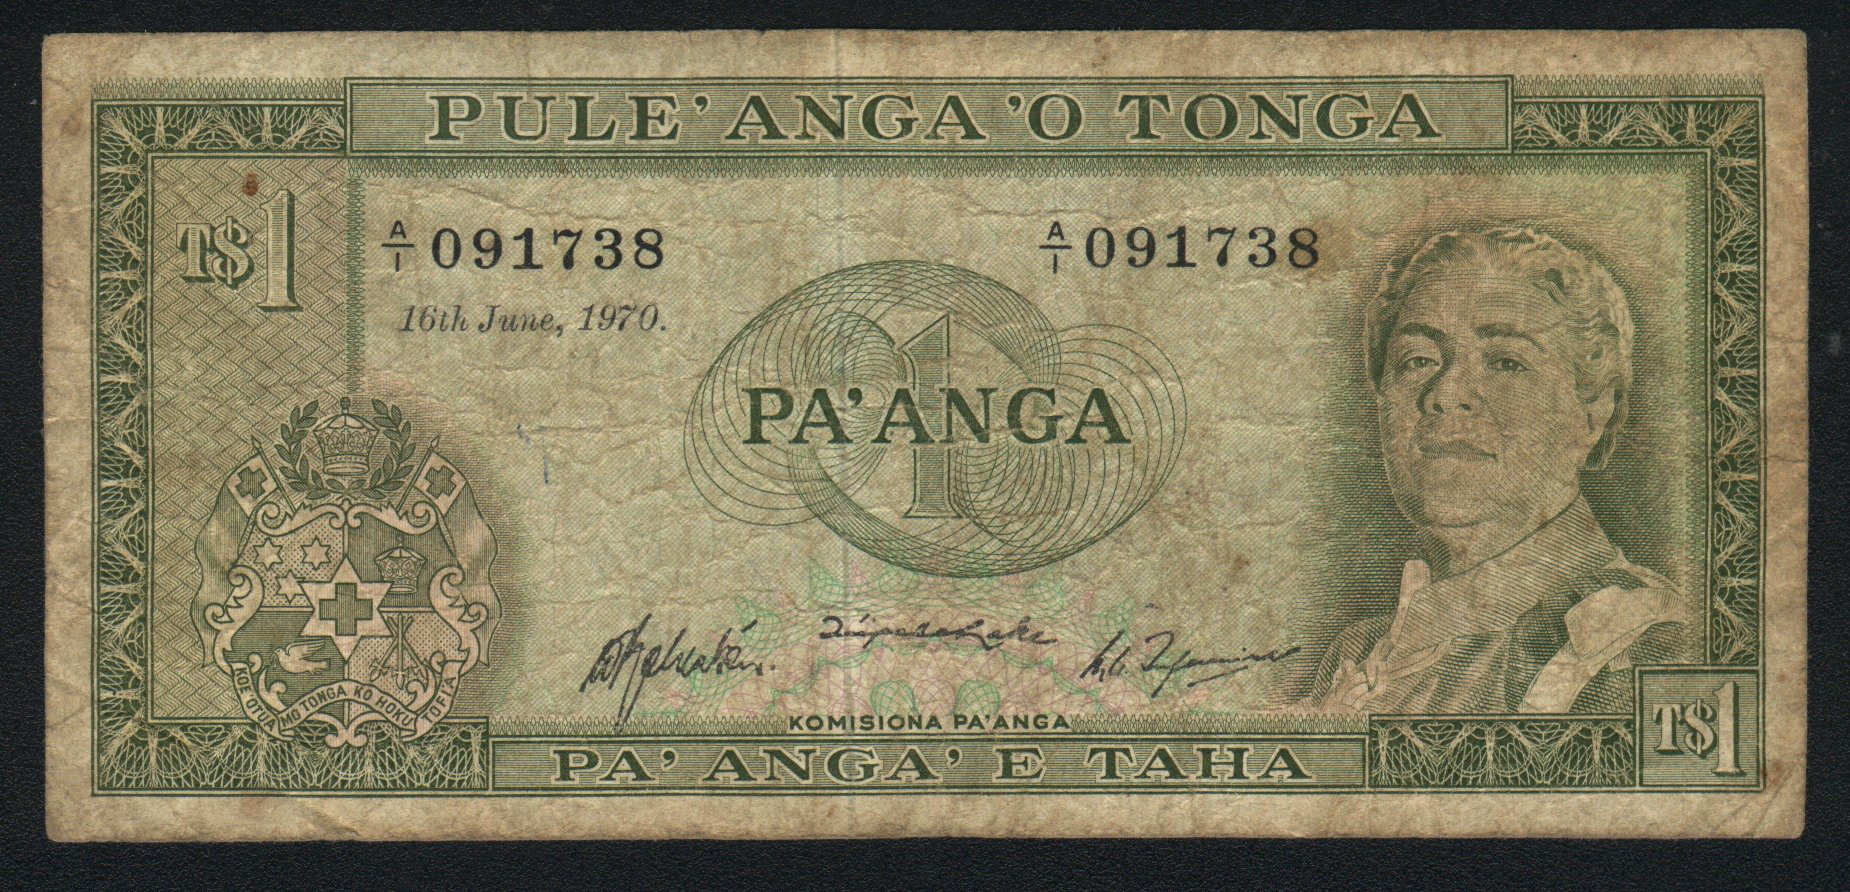 PULE'ANGA 'O TONGA
T$1
A/1 091738
A/1 091738
16th June, 1970.
1
PA'ANGA
KOE OTUA MO TONGA KO HOKU TOFI'A
KOMISIONA PA'ANGA
PA'ANGA' E TAHA
T$1